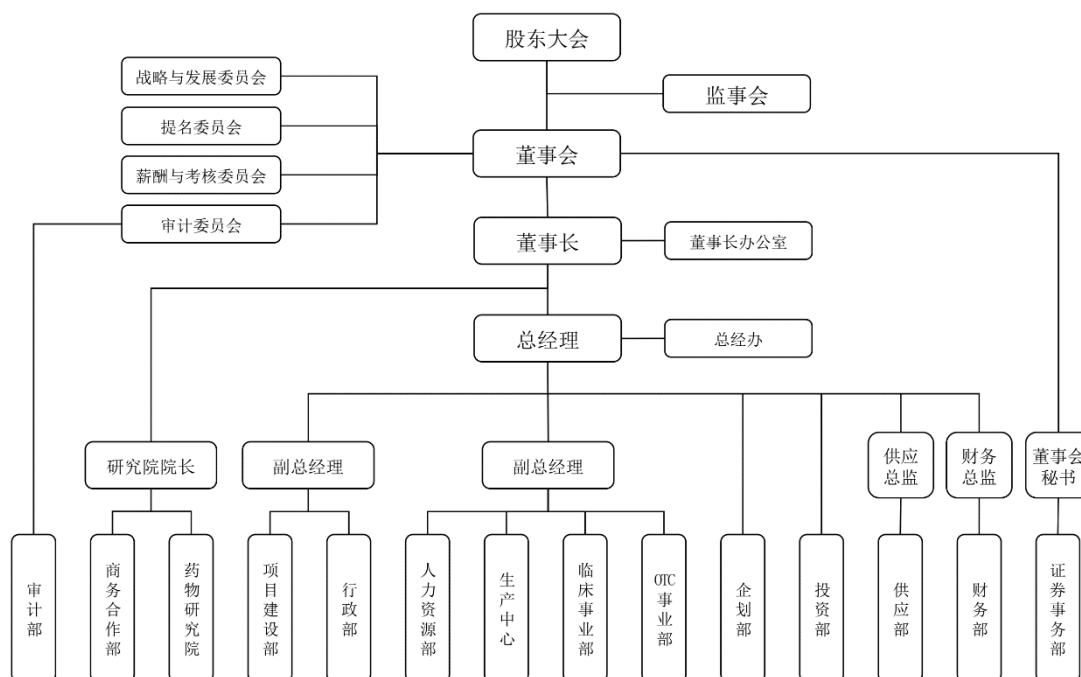 股东大会
战略与发展委员会
监事会
提名委员会
董事会
薪酬与考核委员会
审计委员会
董事长
董事长办公室
总经理
总经办
研究院院长
副总经理
副总经理
供应
总监
财务
总监
董事会
秘书
审计部
商务合作部
药物研究院
项目建设部
行政部
人力资源部
生产中心
临床事业部
OTC事业部
企划部
投资部
供应部
财务部
证券事务部